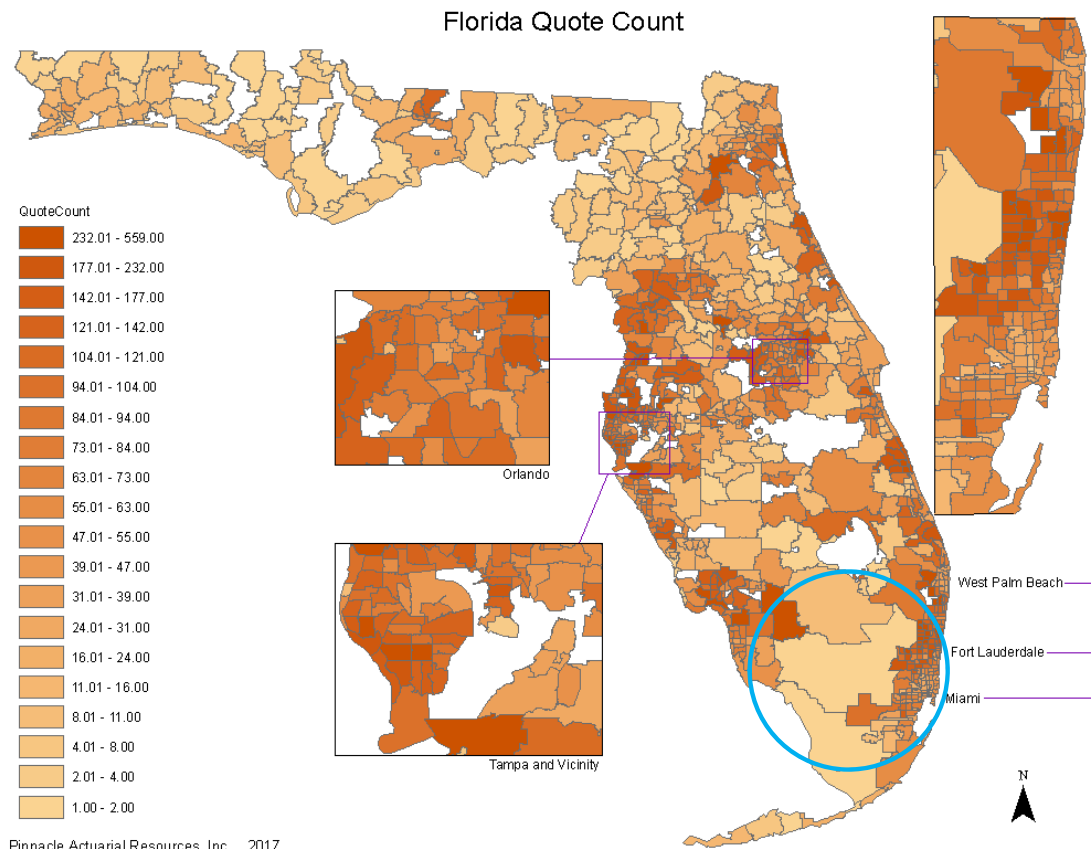 Florida Quote Count
QuoteCount
232.01 - 559.00
177.01 - 232.00
142.01 - 177.00
121.01 - 142.00
104.01 - 121.00
94.01 - 104.00
84.01 - 94.00
73.01 - 84.00
63.01 - 73.00
55.01 - 63.00
47.01 - 55.00
39.01 - 47.00
31.01 - 39.00
24.01 - 31.00
16.01 - 24.00
11.01 - 16.00
8.01 - 11.00
4.01 - 8.00
2.01 - 4.00
1.00 - 2.00
Orlando
Tampa and Vicinity
West Palm Beach
Fort Lauderdale
Miami
N
Pinnacle Actuarial Resources, Inc. 2017